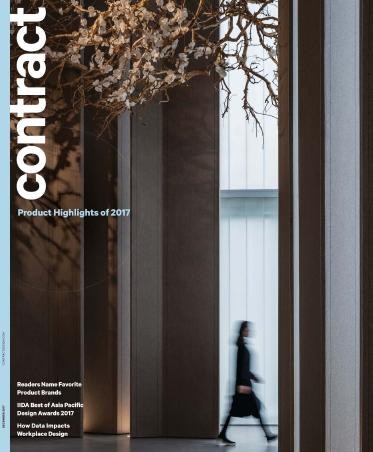 contract
Product Highlights of 2017
Readers Name Favorite
Product Brands
IIDA Best of Asia Pacific
Design Awards 2017
How Data Impacts
Workplace Design